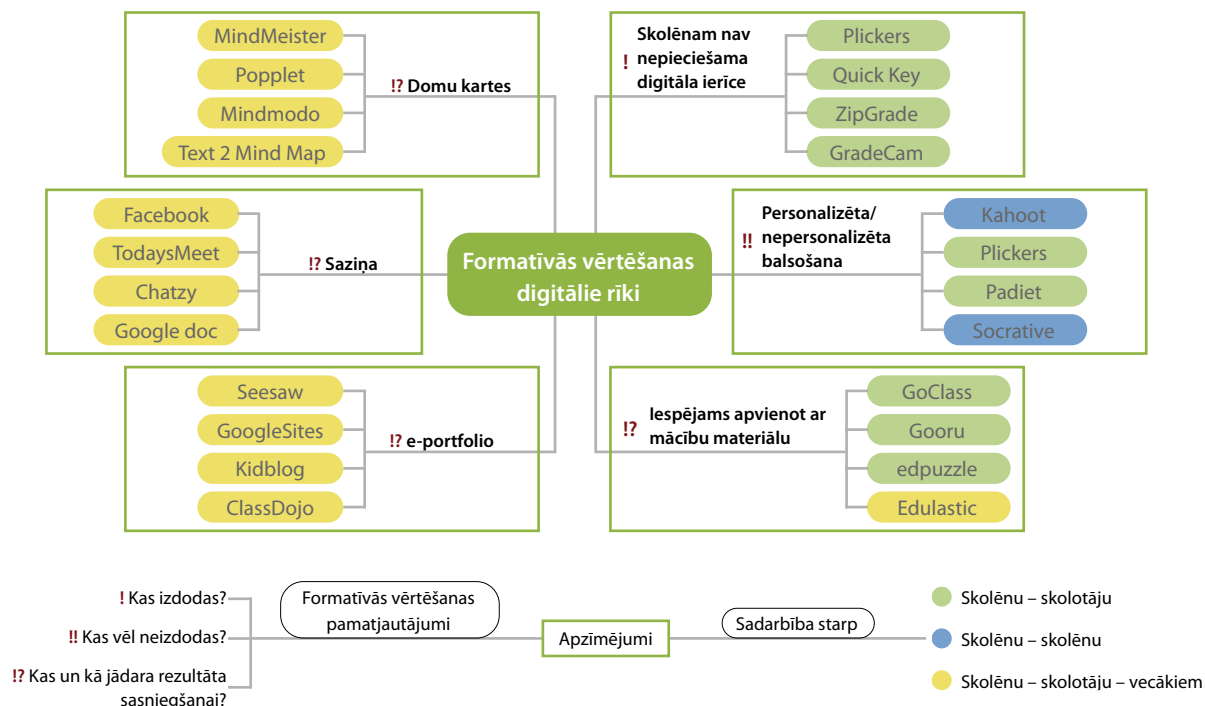 MindMeister
Popplet
Mindmodo
Text 2 Mind Map
!? Domu kartes
Facebook
TodaysMeet
Chatzy
Google doc
!? Saziņa
Seesaw
GoogleSites
Kidblog
ClassDojo
!? e-portfolio
Formatīvās vērtēšanas
digitālie rīki
Skolēnam nav
! nepieciešama
digitāla ierīce
Plickers
Quick Key
ZipGrade
GradeCam
Personalizēta/
!! nepersonalizēta
balsošana
Kahoot
Plickers
Padiet
Socrative
!? Iespējams apvienot ar
mācību materiālu
GoClass
Gooru
edpuzzle
Edulastic
! Kas izdodas?
!! Kas vēl neizdodas?
!? Kas un kā jādara rezultāta
sasniegšanai?
Formatīvās vērtēšanas
pamatjautājumi
Apzīmējumi
Sadarbība starp
Skolēnu – skolotāju
Skolēnu – skolēnu
Skolēnu – skolotāju – vecākiem